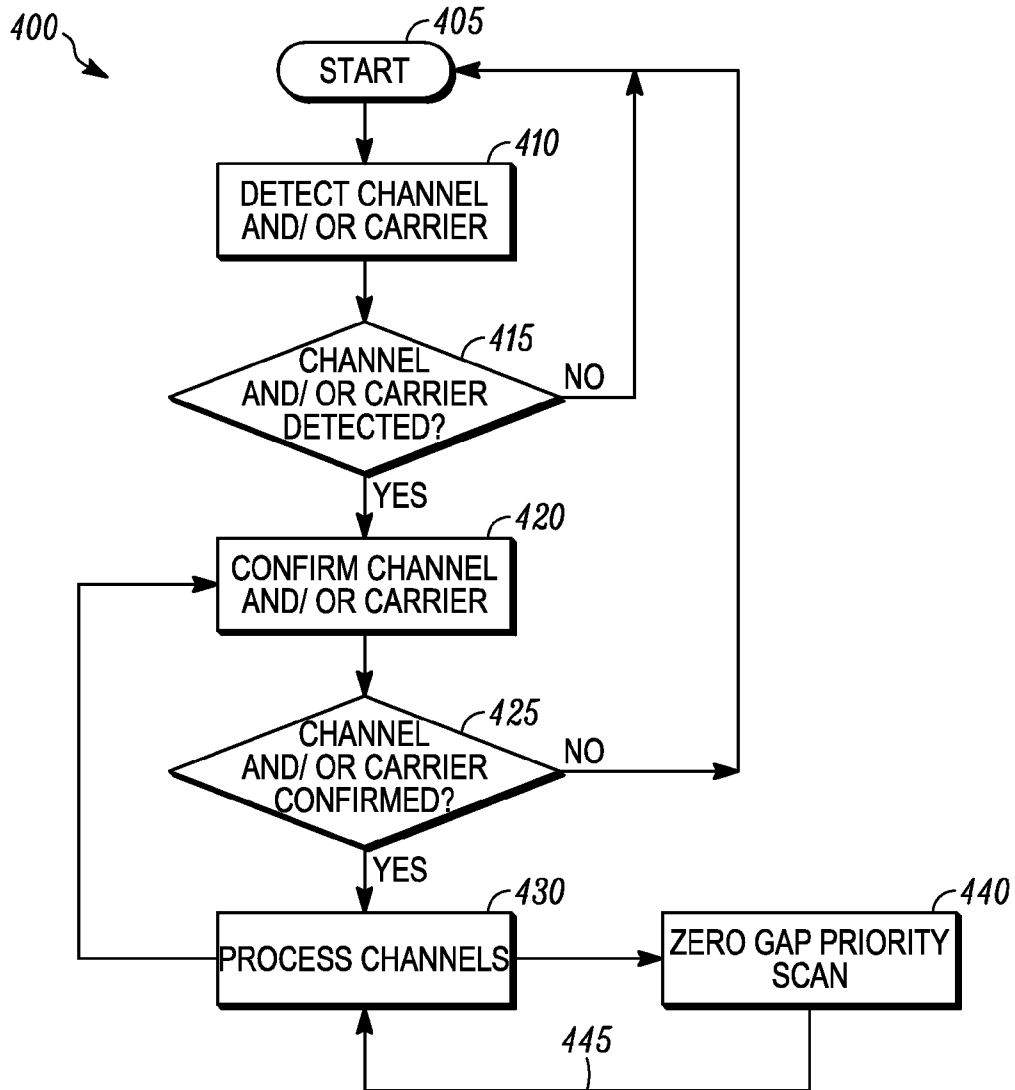 400
405
START
410
DETECT CHANNEL
AND/ OR CARRIER
415
CHANNEL
AND/ OR CARRIER
DETECTED?
NO
YES
420
CONFIRM CHANNEL
AND/ OR CARRIER
425
CHANNEL
AND/ OR CARRIER
CONFIRMED?
NO
YES
430
PROCESS CHANNELS
440
ZERO GAP PRIORITY
SCAN
445